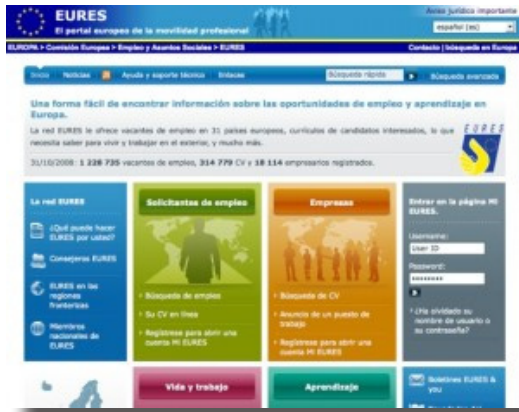 Aviso jurídico importante
EURES
El portal europeo de la movilidad profesional
español (es)
EUROPA > Comisión Europea > Empleo y Asuntos Sociales > EURES
Contacto | búsqueda en Europa
Inicio Noticias Ayuda y soporte técnico Enlaces Búsqueda rápida Búsqueda avanzada
Una forma fácil de encontrar información sobre las oportunidades de empleo y aprendizaje en
Europa.
La red EURES le ofrece vacantes de empleo en 31 países europeos, currículos de candidatos interesados, lo que
necesita saber para vivir y trabajar en el exterior, y mucho más.
EURES
31/10/2008: 1 228 735 vacantes de empleo, 314 779 CV y 18 114 empresarios registrados.
La red EURES
¿Qué puede hacer
EURES por usted?
Consejeros EURES
EURES en las
regiones
fronterizas
Miembros
nacionales de
EURES
Solicitantes de empleo
Búsqueda de empleo
Su CV en línea
Regístrese para abrir una
cuenta MI EURES
Empresas
Búsqueda de CV
Anuncio de un puesto de
trabajo
Regístrese para abrir una
cuenta MI EURES
Entrar en la página MI
EURES.
Username:
User ID
Password:
¿Ha olvidado su
nombre de usuario o
su contraseña?
Vida y trabajo
Aprendizaje
Boletines EURES &
you